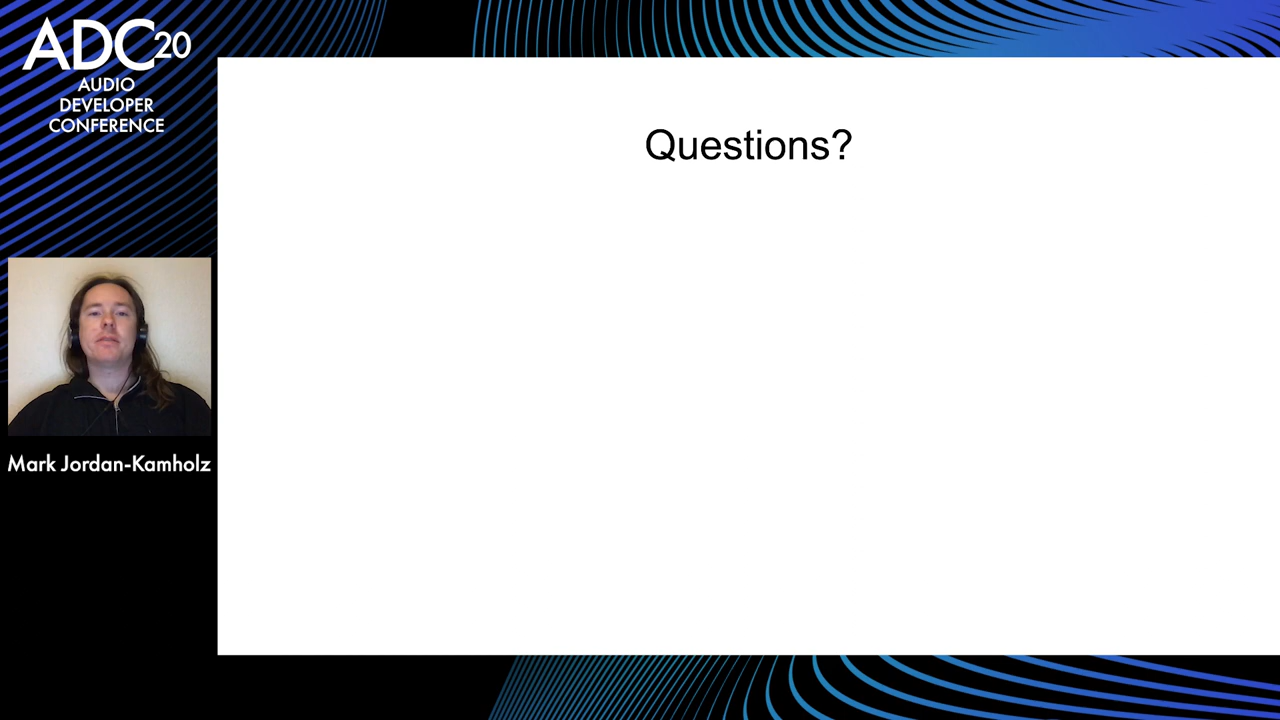 ADC20
AUDIO
DEVELOPER
CONFERENCE
Questions?
Mark Jordan-Kamholz